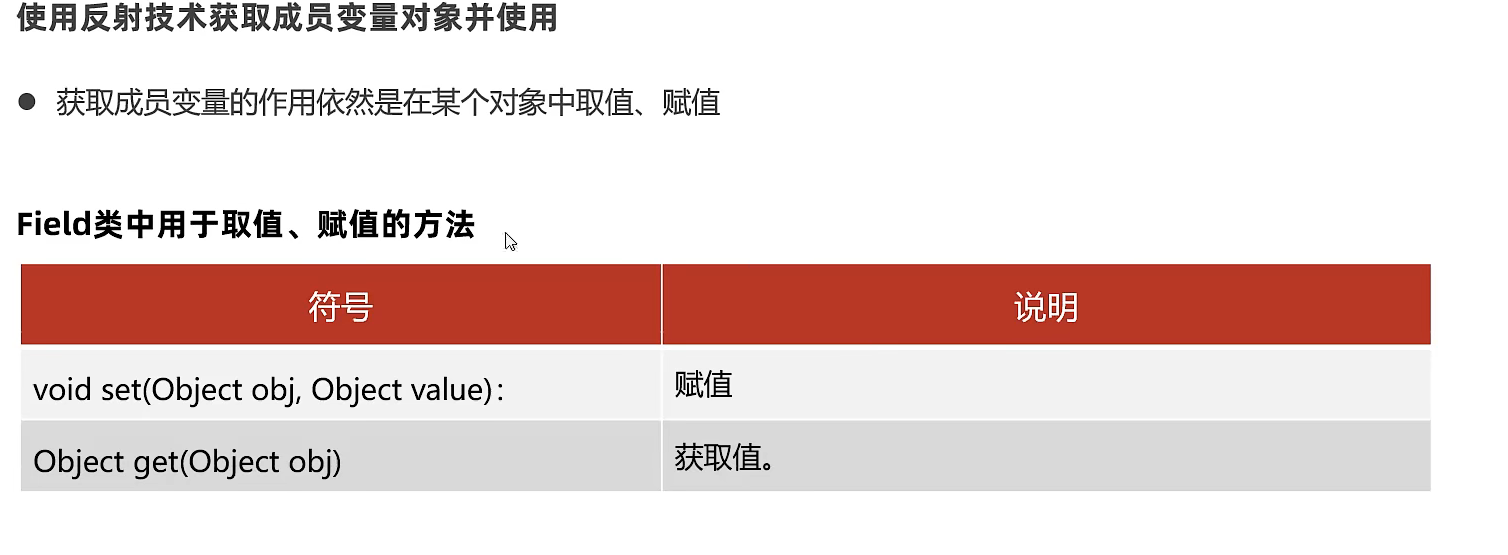 使用反射技术获取成员变量对象并使用
获取成员变量的作用依然是在某个对象中取值、赋值
Field类中用于取值、赋值的方法
符号 说明
void set(Object obj, Object value)： 赋值
Object get(Object obj) 获取值。